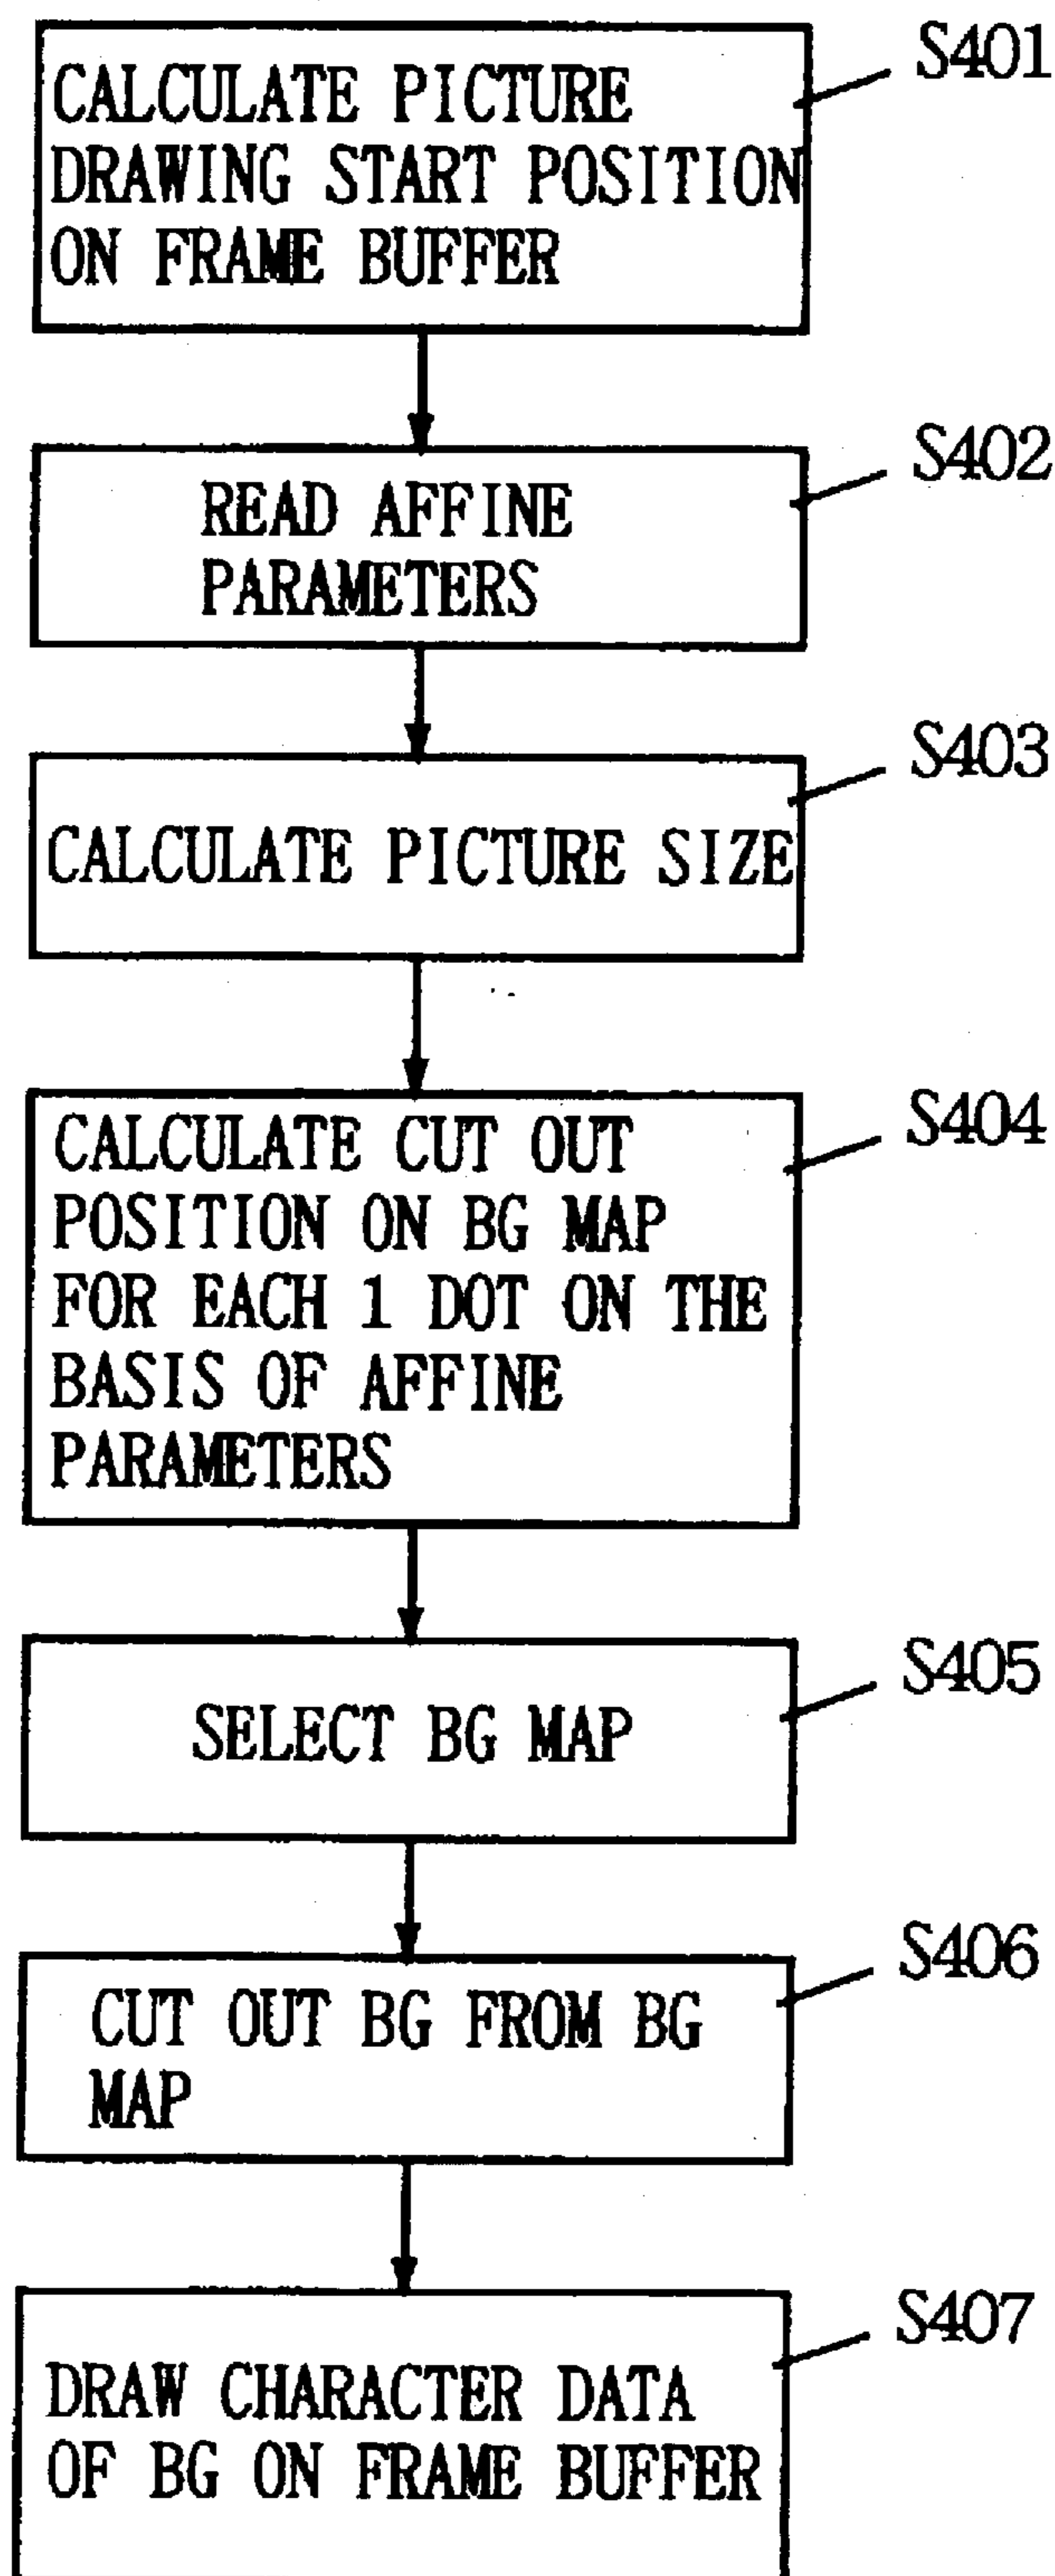 S401
CALCULATE PICTURE
DRAWING START POSITION
ON FRAME BUFFER
S402
READ AFFINE
PARAMETERS
S403
CALCULATE PICTURE SIZE
S404
CALCULATE CUT OUT
POSITION ON BG MAP
FOR EACH 1 DOT ON THE
BASIS OF AFFINE
PARAMETERS
S405
SELECT BG MAP
S406
CUT OUT BG FROM BG
MAP
S407
DRAW CHARACTER DATA
OF BG ON FRAME BUFFER